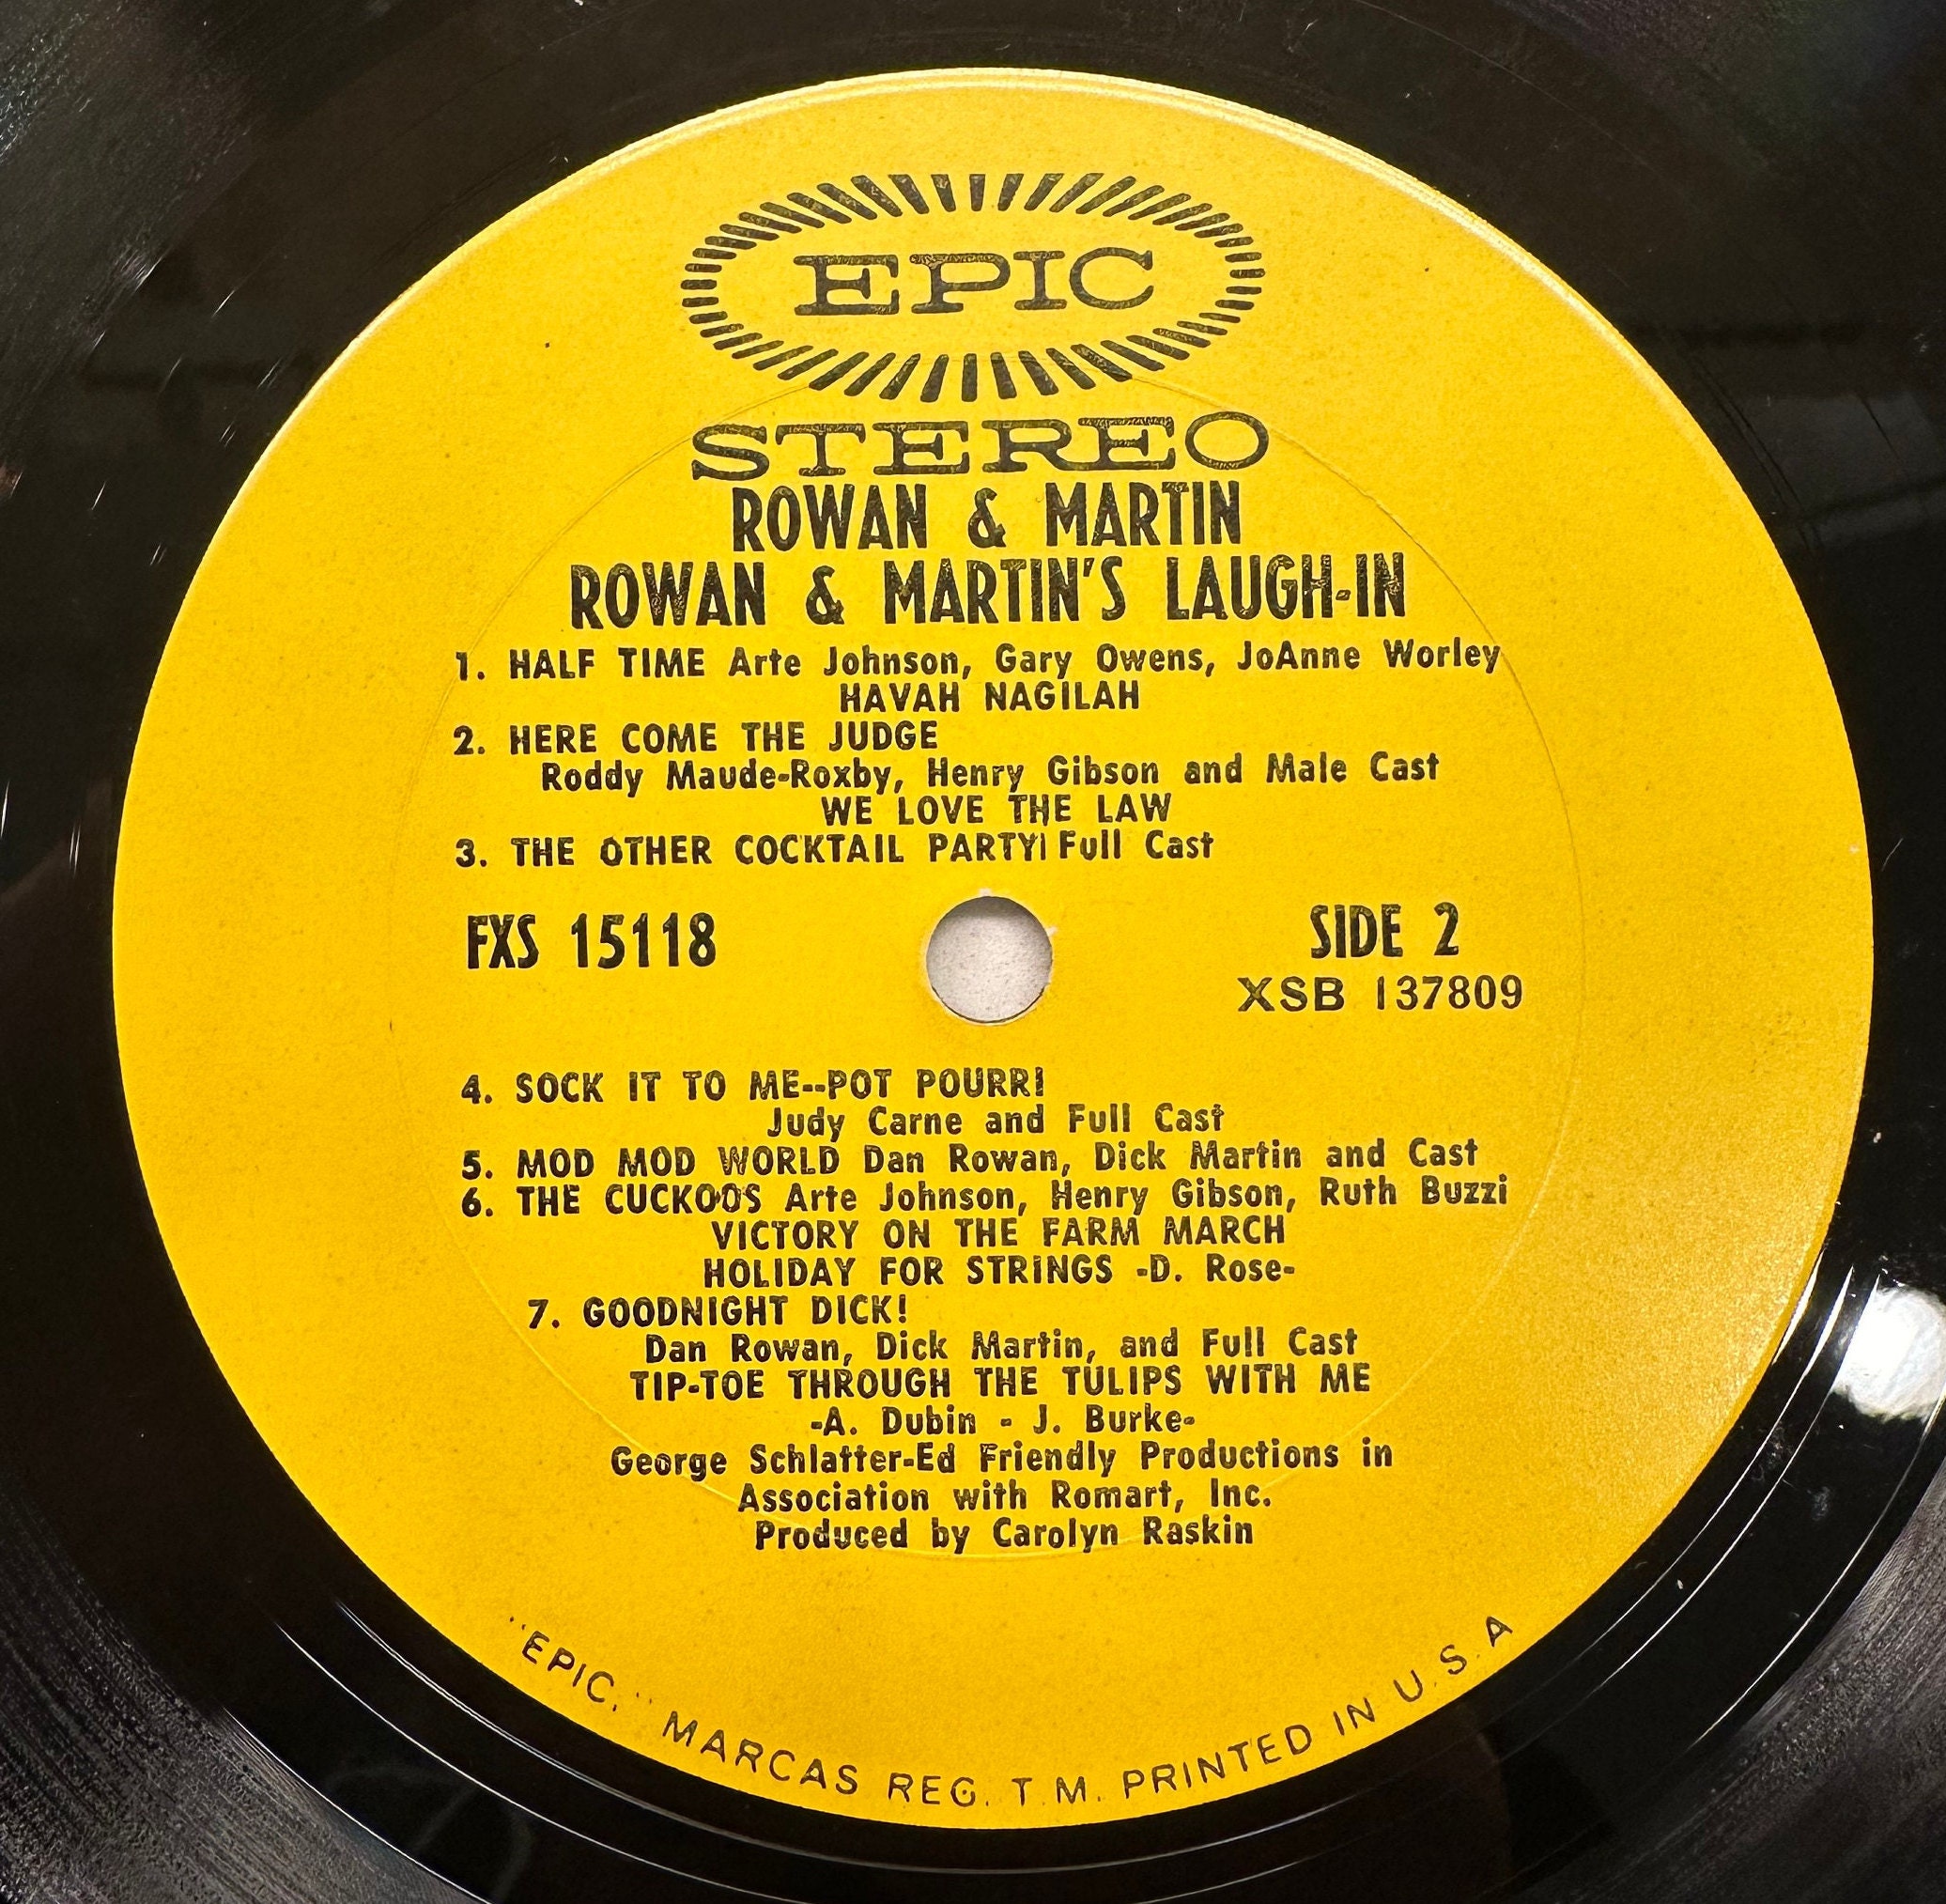 EPIC
STEREO
ROWAN & MARTIN
ROWAN & MARTIN'S LAUGH-IN
1. HALF TIME Arte Johnson, Gary Owens, JoAnne Worley
HAVAH NAGILAH
2. HERE COME THE JUDGE
Roddy Maude-Roxby, Henry Gibson and Male Cast
WE LOVE THE LAW
3. THE OTHER COCKTAIL PARTY Full Cast
FXS 15118
SIDE 2
XSB 137809
4. SOCK IT TO ME--POT POURRI
Judy Carne and Full Cast
5. MOD MOD WORLD Dan Rowan, Dick Martin and Cast
6. THE CUCKOOS Arte Johnson, Henry Gibson, Ruth Buzzi
VICTORY ON THE FARM MARCH
HOLIDAY FOR STRINGS -D. Rose-
7. GOODNIGHT DICK!
Dan Rowan, Dick Martin, and Full Cast
TIP-TOE THROUGH THE TULIPS WITH ME
-A. Dubin - J. Burke-
George Schlatter-Ed Friendly Productions in
Association with Romart, Inc.
Produced by Carolyn Raskin
"EPIC," MARCAS REG. T.M. PRINTED IN U.S.A